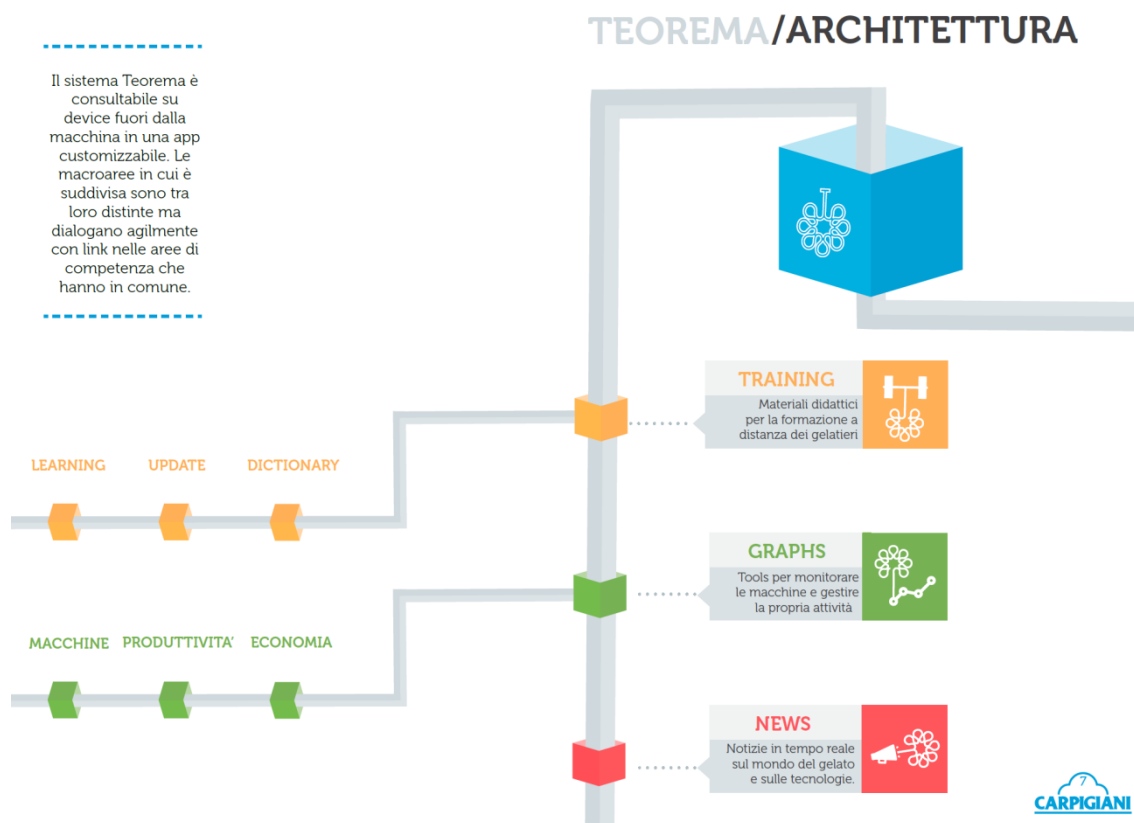 TEOREMA/ARCHITETTURA
Il sistema Teorema è
consultabile su
device fuori dalla
macchina in una app
customizzabile. Le
macroaree in cui è
suddivisa sono tra
loro distinte ma
dialogano agilmente
con link nelle aree di
competenza che
hanno in comune.
TRAINING
Materiali didattici
per la formazione a
distanza dei gelatieri
LEARNING UPDATE DICTIONARY
GRAPHS
Tools per monitorare
le macchine e gestire
la propria attività
MACCHINE PRODUTTIVITA’ ECONOMIA
NEWS
Notizie in tempo reale
sul mondo del gelato
e sulle tecnologie.
7
CARPIGIANI